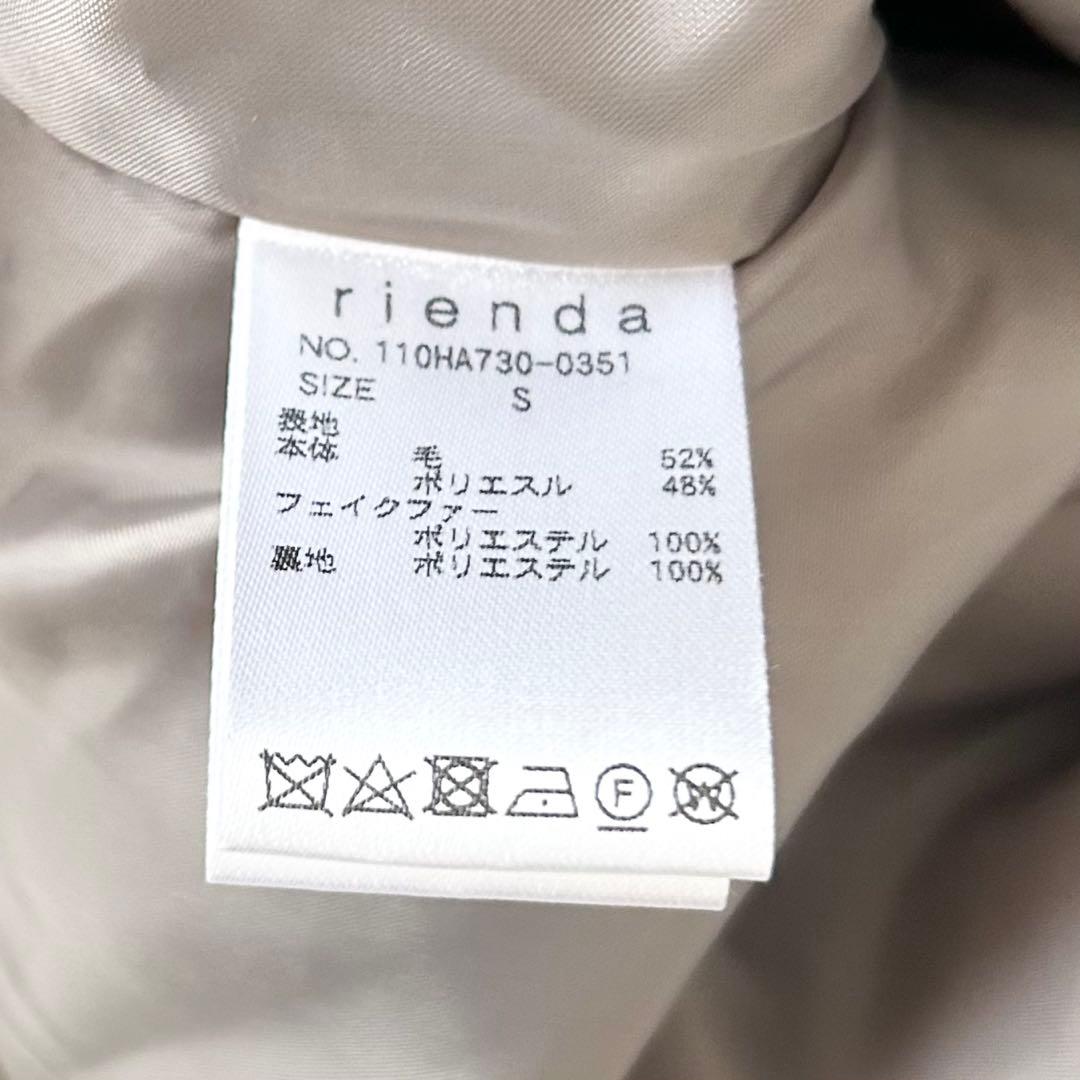 rienda
NO. 110HA730-0351
SIZE S
表地
本体 毛 52%
ポリエスル 48%
フェイクファー
ポリエステル 100%
裏地 ポリエステル 100%
F
W